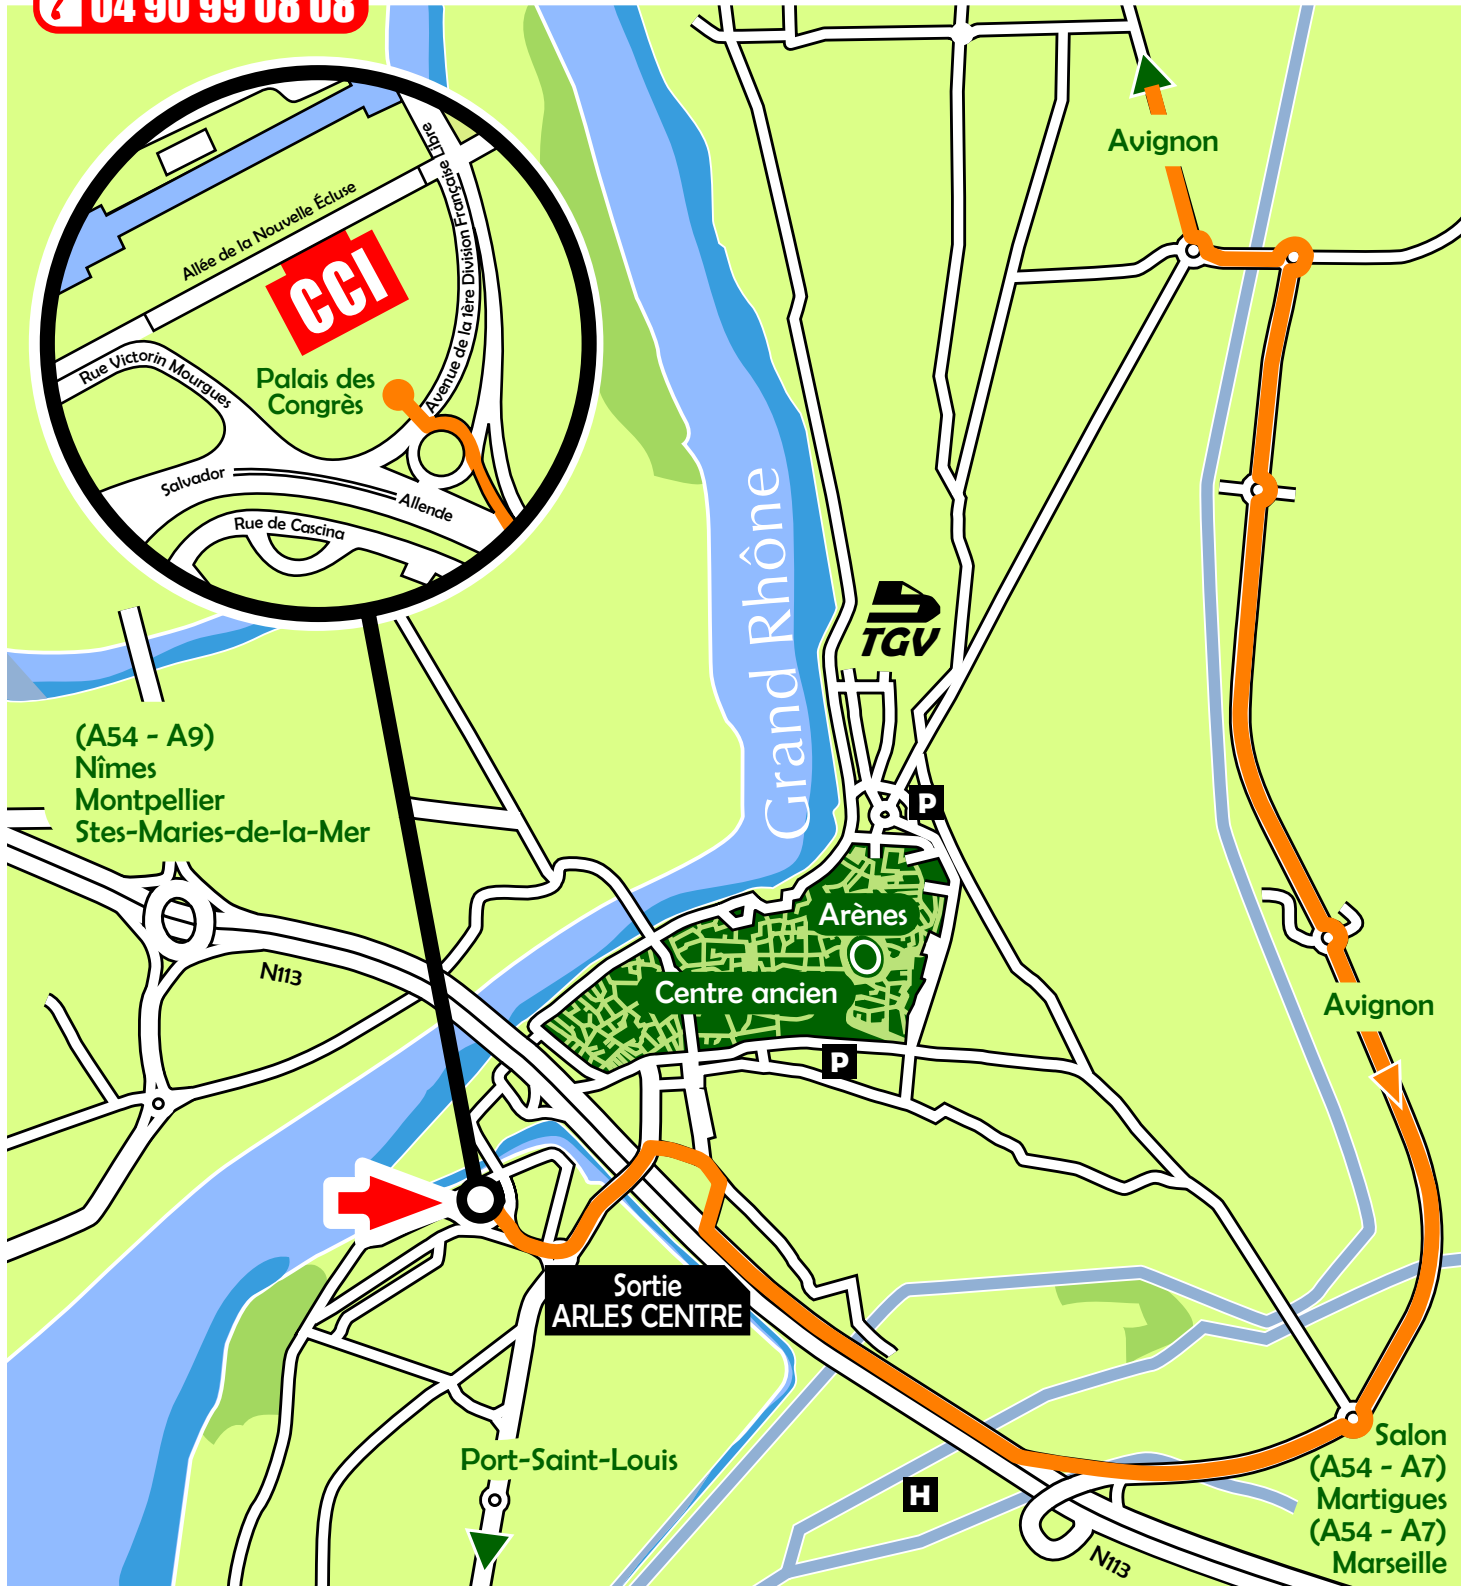 04 90 99 08 08
Avignon
Allée de la Nouvelle Écluse
Avenue de la 1ère Division Française Libre
CCI
Rue Victorin Mourgues
Palais des
Congrès
Salvador
Allende
Rue de Cascina
Grand Rhône
TGV
(A54 - A9)
Nîmes
Montpellier
Stes-Maries-de-la-Mer
P
Arènes
N113
Centre ancien
Avignon
P
Sortie
ARLES CENTRE
Port-Saint-Louis
H
Salon
(A54 - A7)
Martigues
(A54 - A7)
Marseille
N113